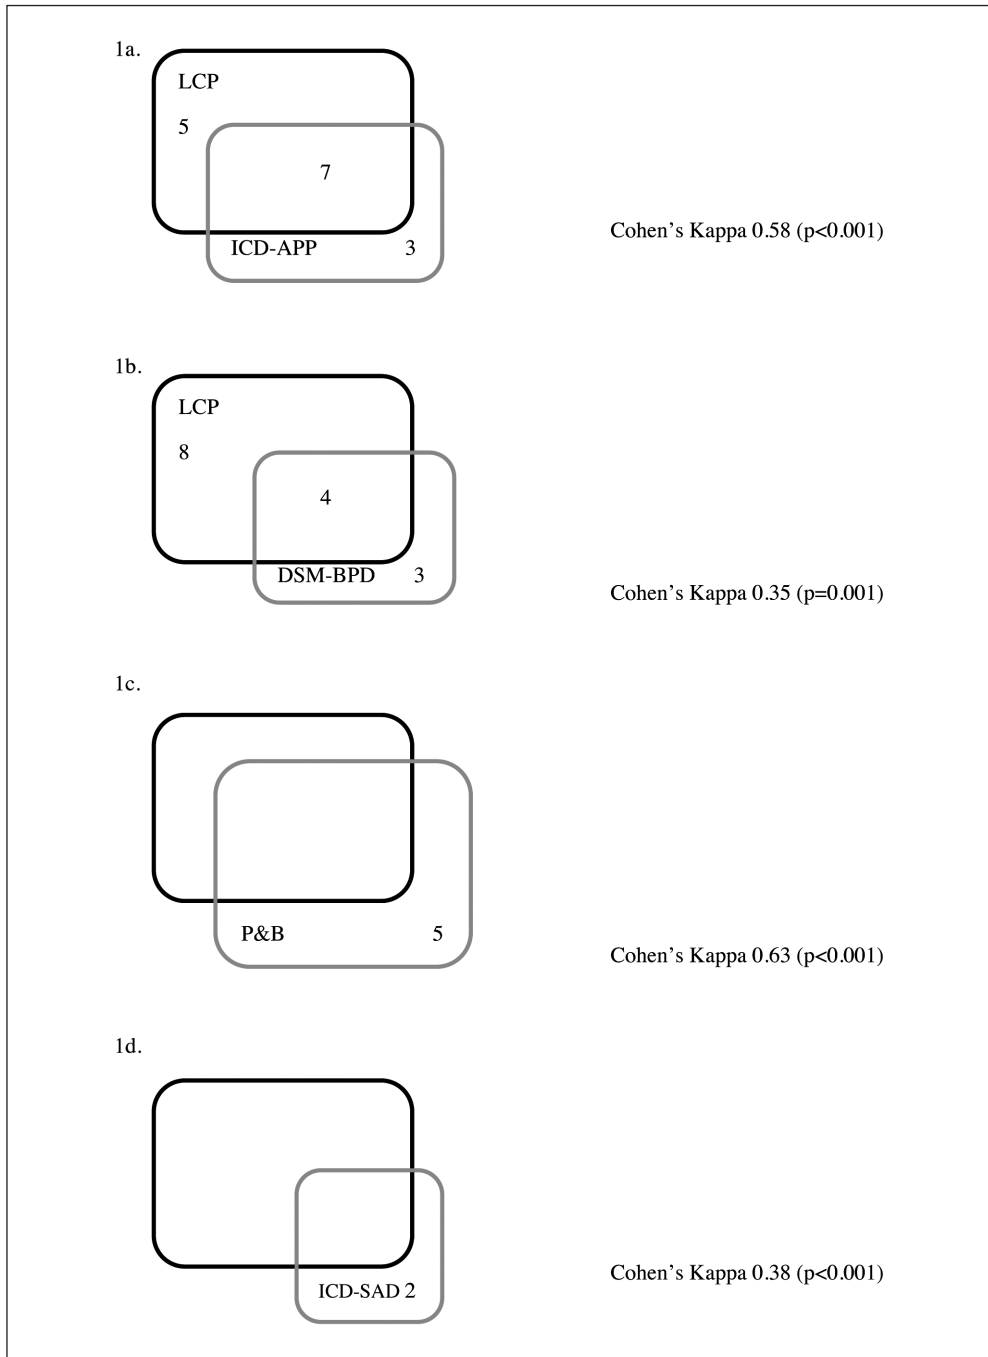 1a.
LCP
5
7
ICD-APP 3
Cohen's Kappa 0.58 (p<0.001)
1b.
LCP
8
4
DSM-BPD 3
Cohen's Kappa 0.35 (p=0.001)
1c.
P&B 5
Cohen's Kappa 0.63 (p<0.001)
1d.
ICD-SAD 2
Cohen's Kappa 0.38 (p<0.001)